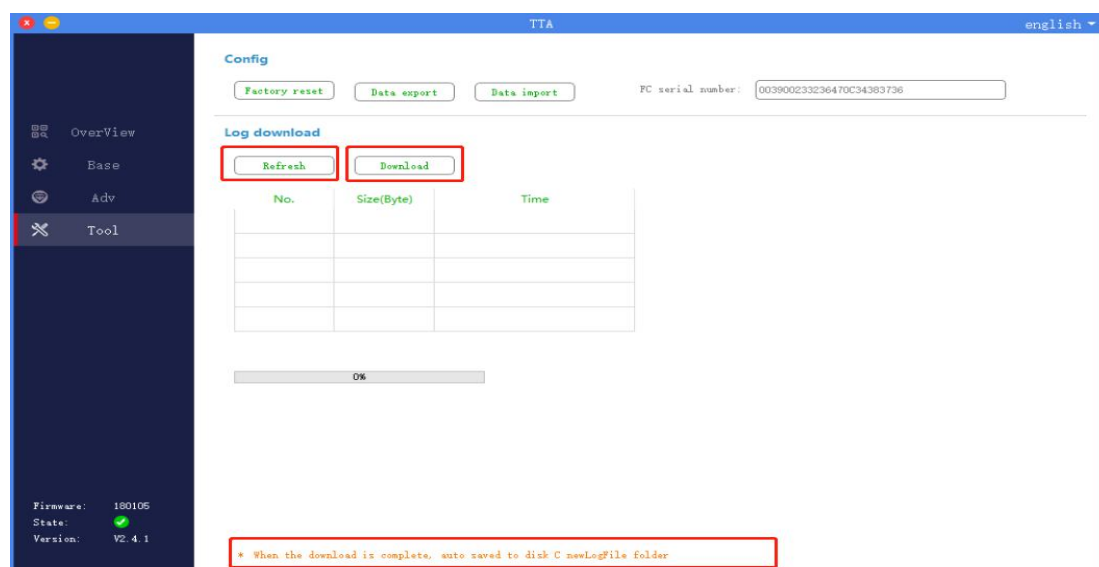 TTA
english
Config
Factory reset
Data export
Data import
FC serial number:
003900233236470C34383736
OverView
Base
Adv
Tool
Log download
Refresh
Download
No.
Size(Byte)
Time
0%
Firmware: 180105
State:
Version: V2.4.1
* When the download is complete, auto saved to disk C newLogFile folder